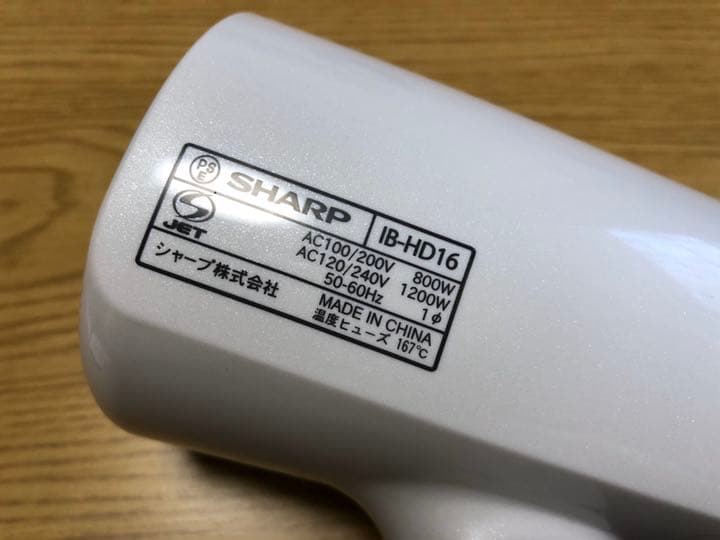 PSE SHARP IB-HD16
JET
AC100/200V 800W
AC120/240V 1200W
50-60Hz 1ϕ
シャープ株式会社 MADE IN CHINA
温度ヒューズ 167℃